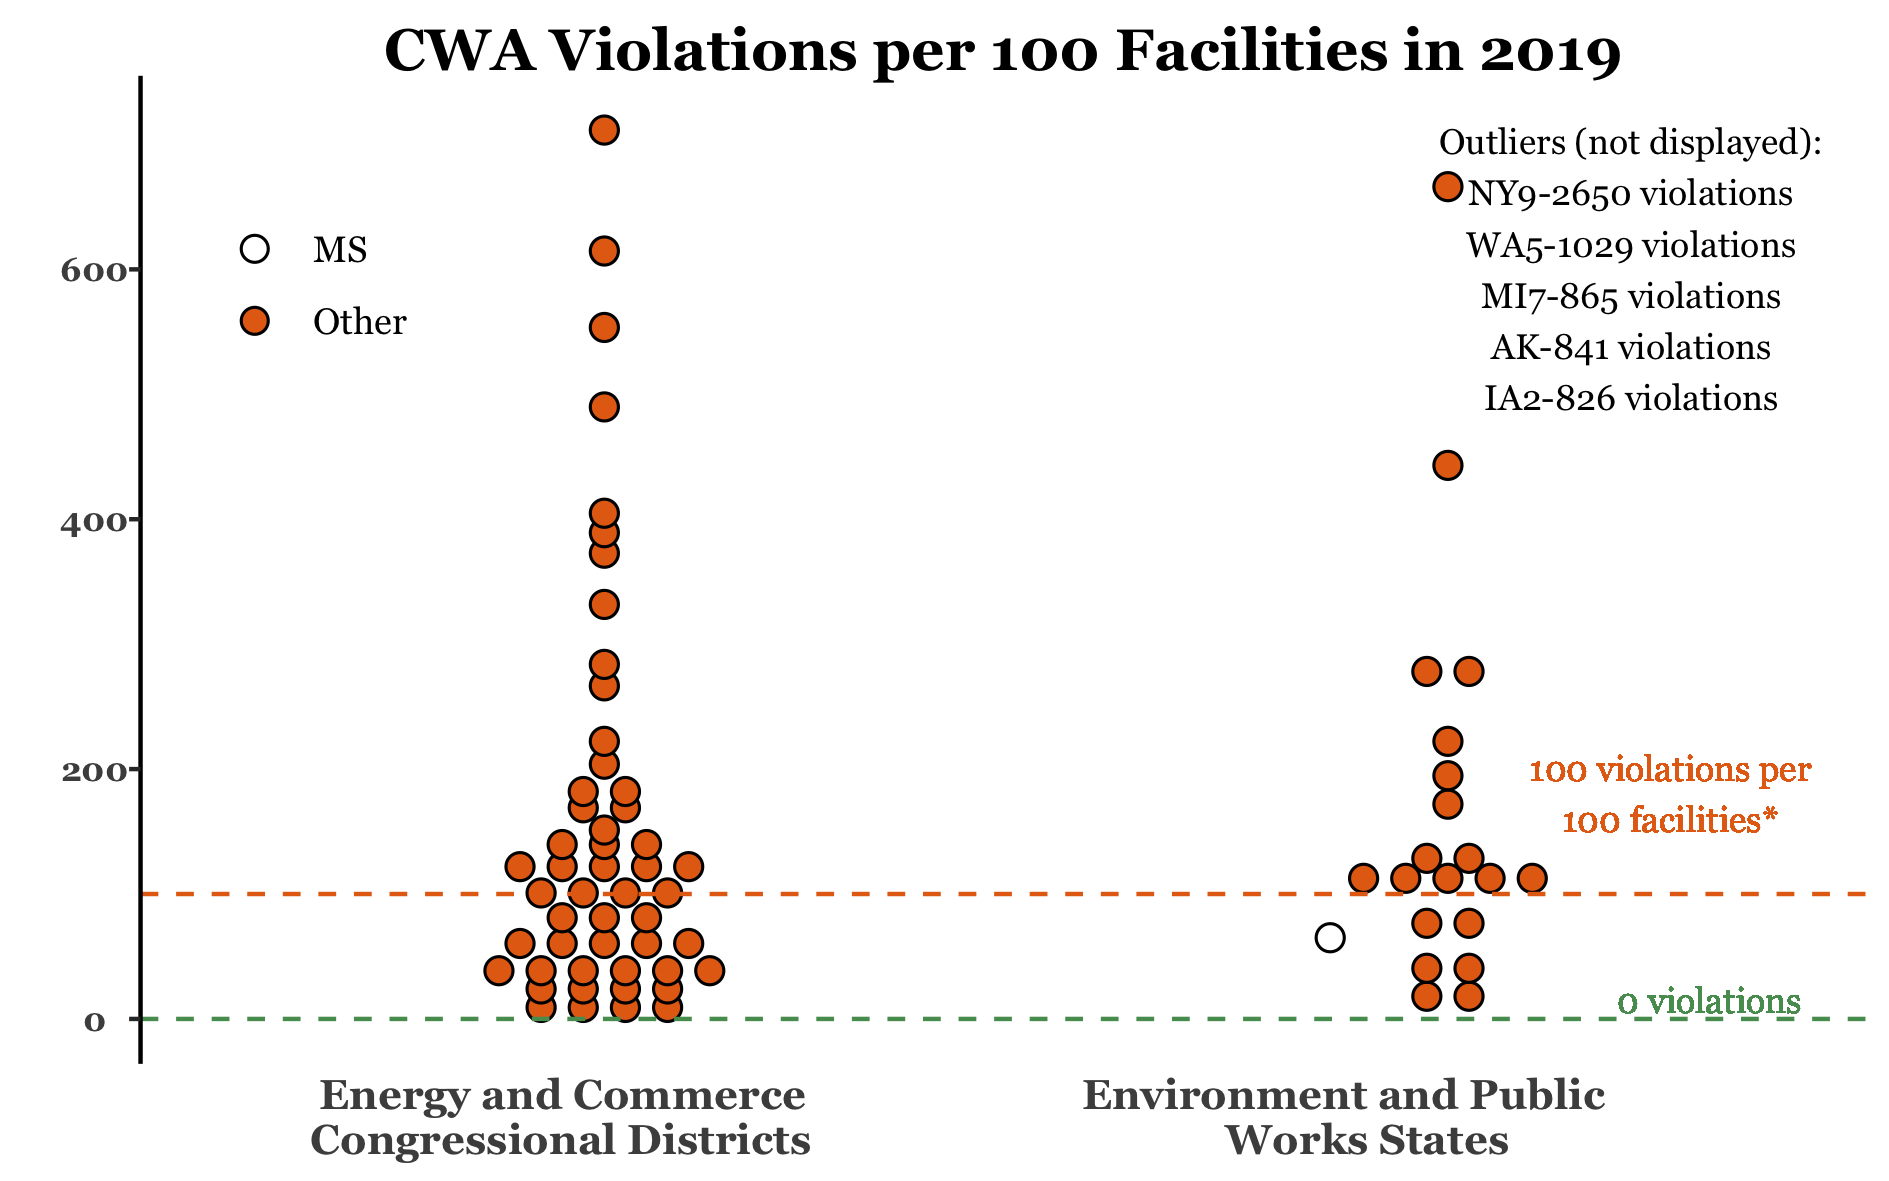 CWA Violations per 100 Facilities in 2019
Outliers (not displayed):
NY9-2650 violations
WA5-1029 violations
MI7-865 violations
AK-841 violations
IA2-826 violations
MS
Other
600
400
200
0
100 violations per
100 facilities*
0 violations
Energy and Commerce
Congressional Districts
Environment and Public
Works States